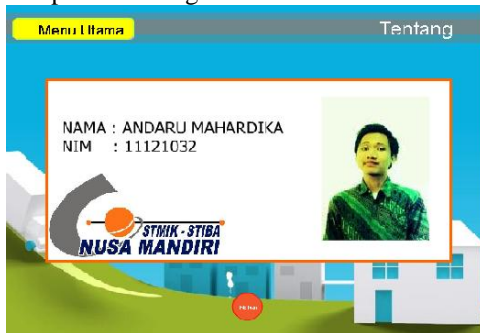 Menu Utama
Tentang
NAMA : ANDARU MAHARDIKA
NIM : 11121032
STMIK - STIBA
NUSA MANDIRI